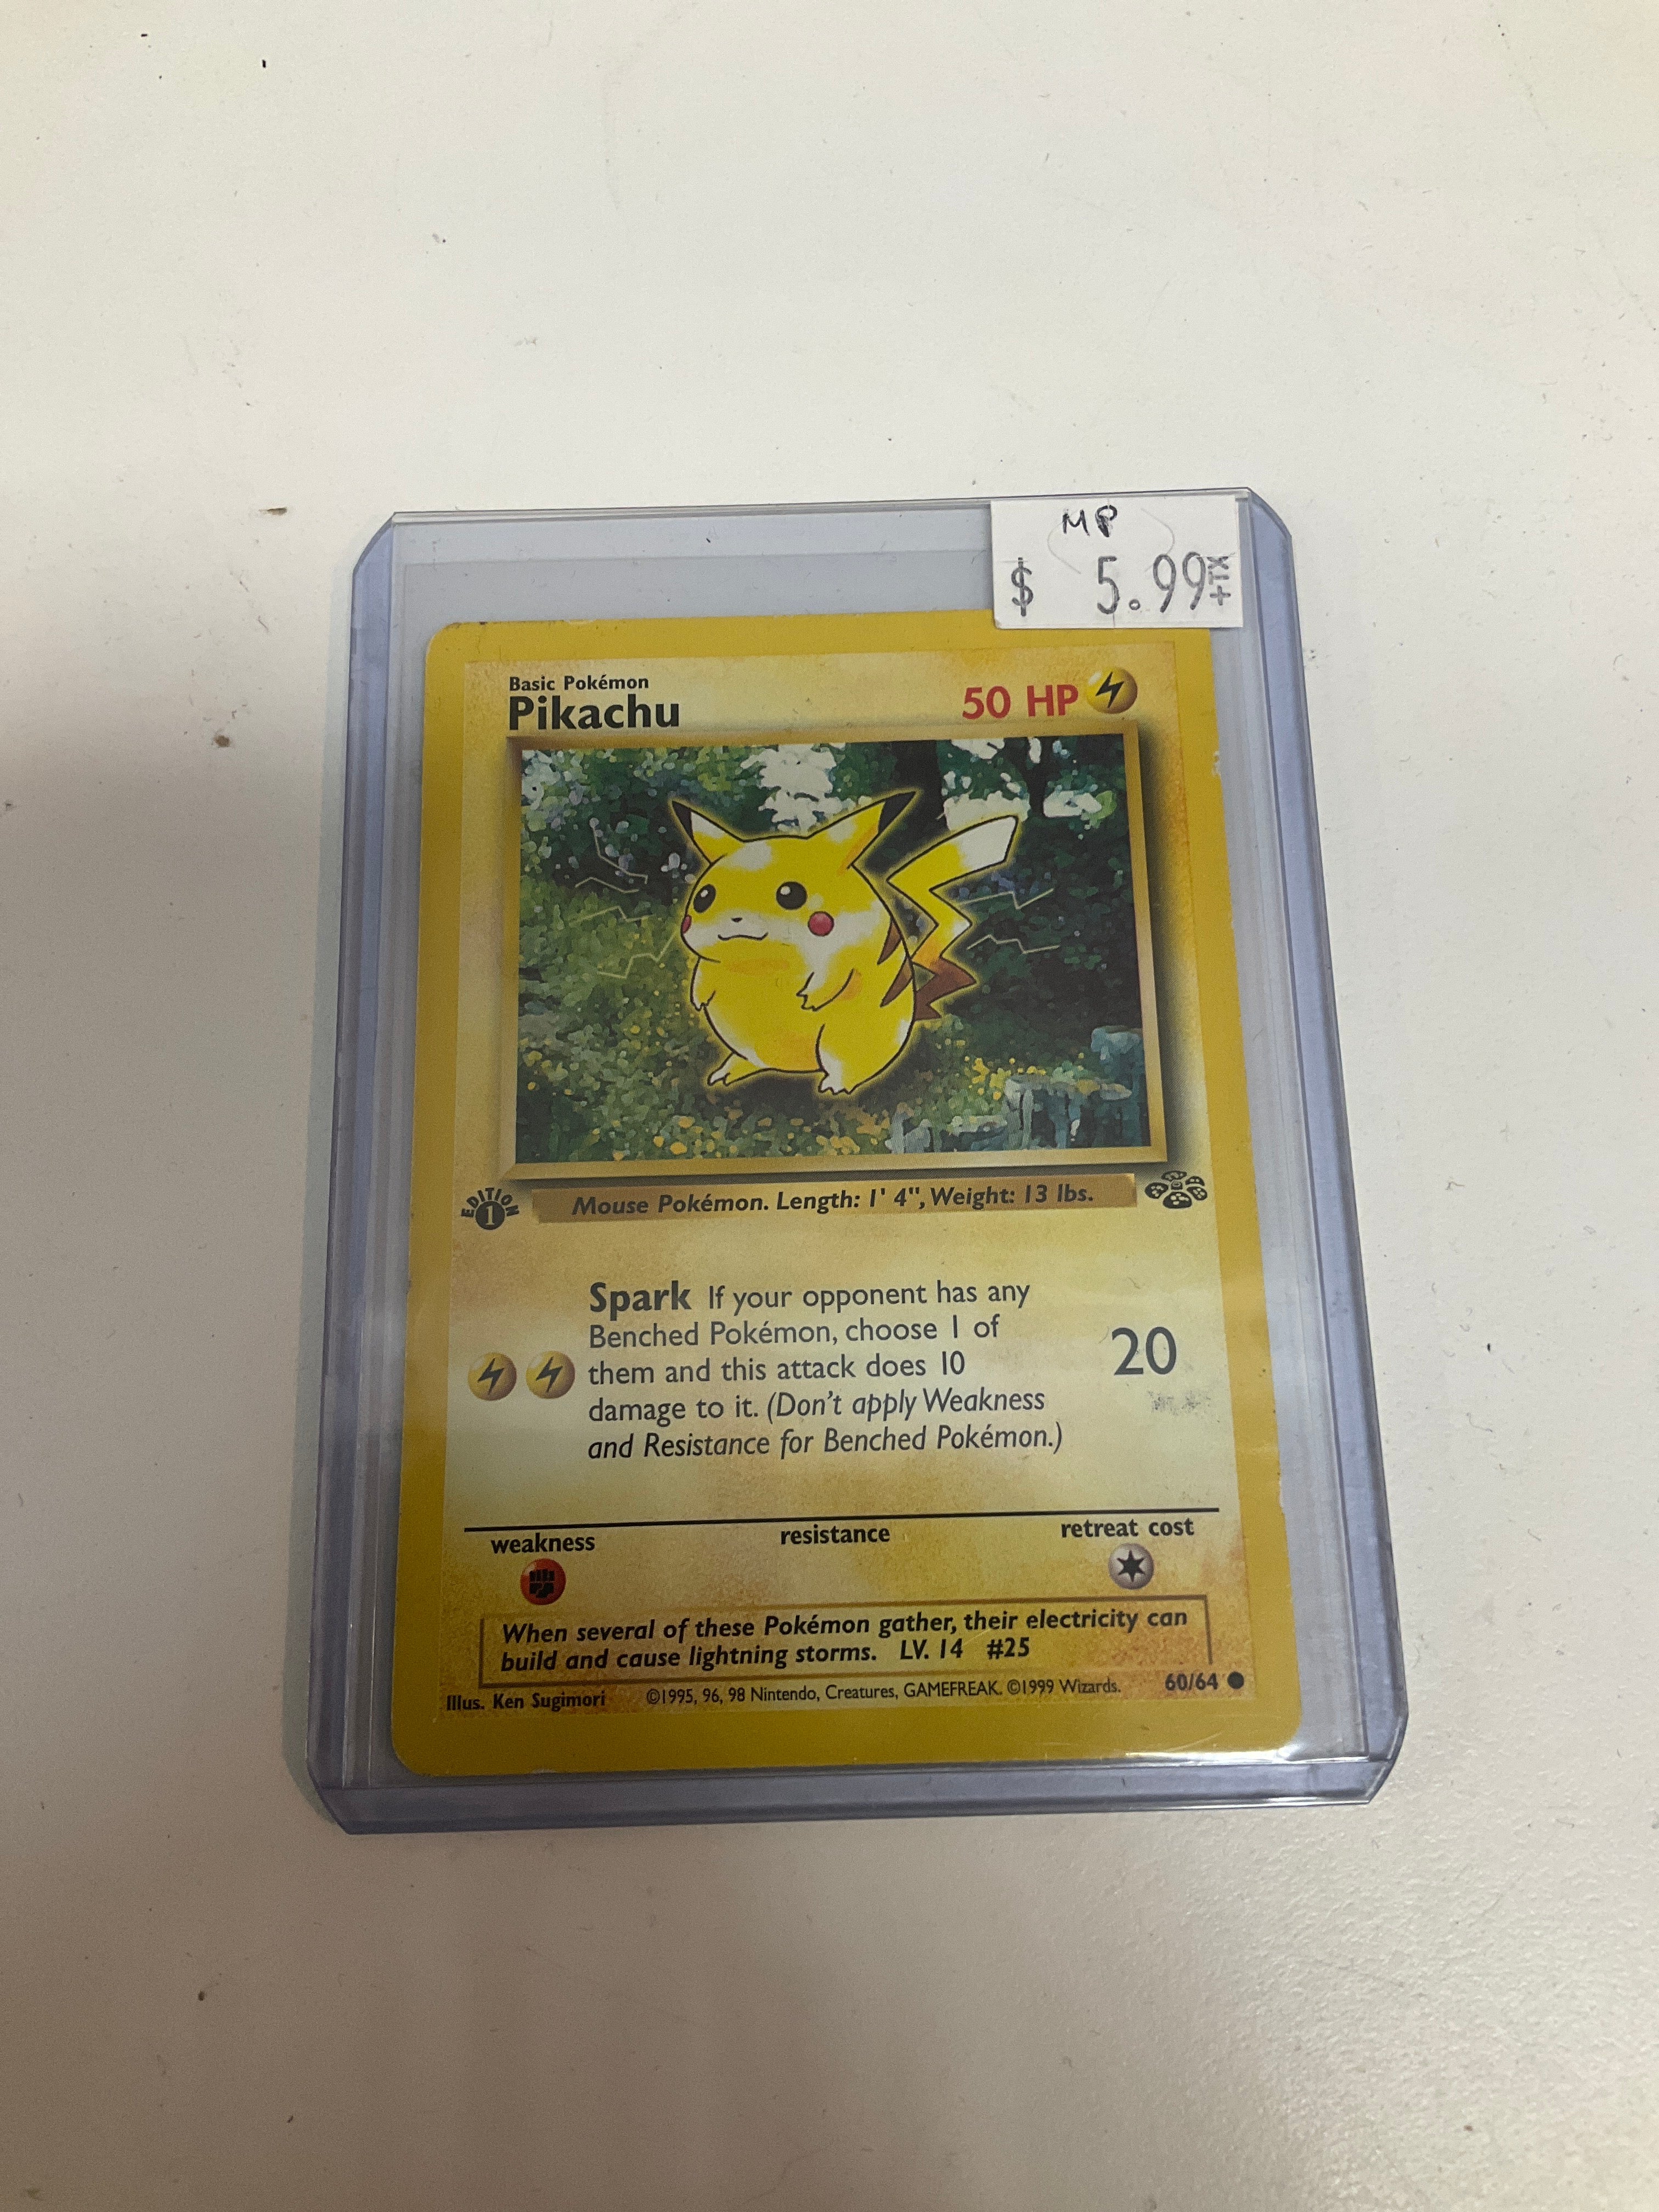 MP
$ 5.99+TX
Basic Pokémon
Pikachu
50 HP
EDITION
1
Mouse Pokémon. Length: 1' 4", Weight: 13 lbs.
Spark If your opponent has any
Benched Pokémon, choose 1 of
them and this attack does 10
damage to it. (Don't apply Weakness
and Resistance for Benched Pokémon.)
20
weakness
resistance
retreat cost
When several of these Pokémon gather, their electricity can
build and cause lightning storms. LV. 14 #25
Illus. Ken Sugimori ©1995, 96, 98 Nintendo, Creatures, GAMEFREAK. ©1999 Wizards. 60/64